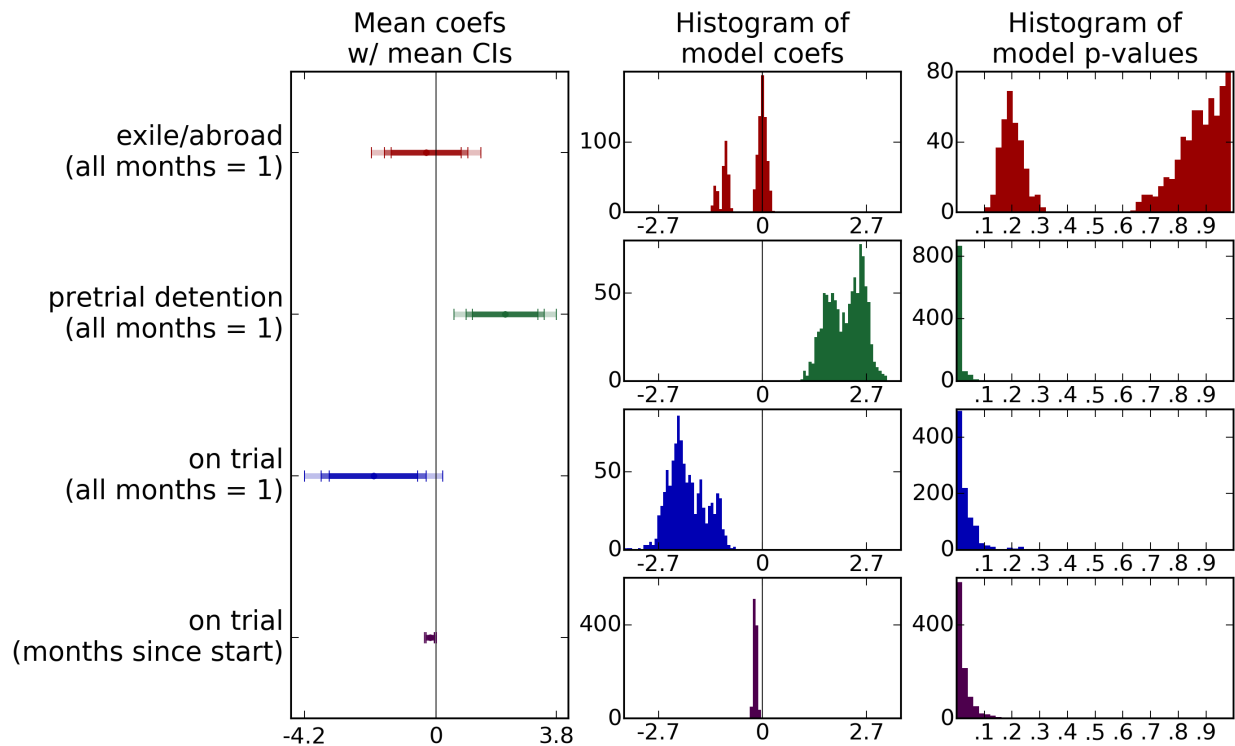 Mean coefs
w/ mean CIs
Histogram of
model coefs
Histogram of
model p-values
exile/abroad
(all months = 1)
100
0
-2.7 0 2.7
80
40
0
.1 .2 .3 .4 .5 .6 .7 .8 .9
pretrial detention
(all months = 1)
50
0
-2.7 0 2.7
800
400
0
.1 .2 .3 .4 .5 .6 .7 .8 .9
on trial
(all months = 1)
50
0
-2.7 0 2.7
400
200
0
.1 .2 .3 .4 .5 .6 .7 .8 .9
on trial
(months since start)
400
0
-2.7 0 2.7
400
0
.1 .2 .3 .4 .5 .6 .7 .8 .9
-4.2 0 3.8